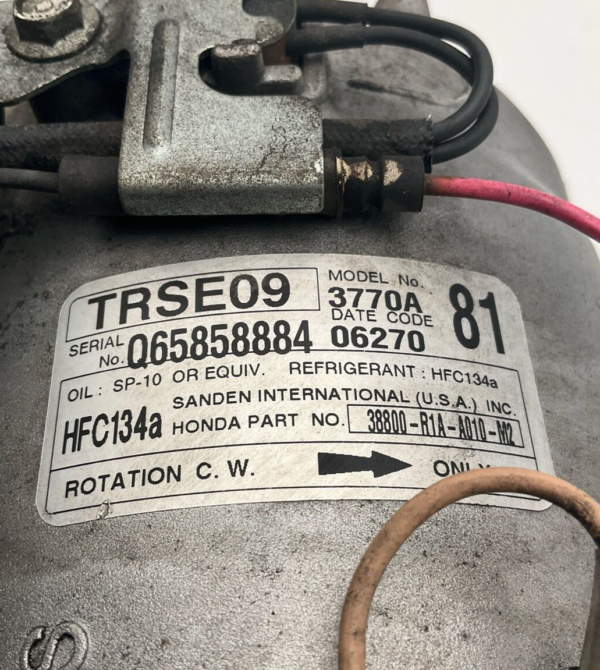 TRSE09
MODEL No.
3770A
81
SERIAL No. Q65858884
DATE CODE
06270
OIL : SP-10 OR EQUIV. REFRIGERANT : HFC134a
HFC134a
SANDEN INTERNATIONAL (U.S.A.) INC.
HONDA PART NO. 38800-R1A-A010-M2
ROTATION C. W. ONLY
S